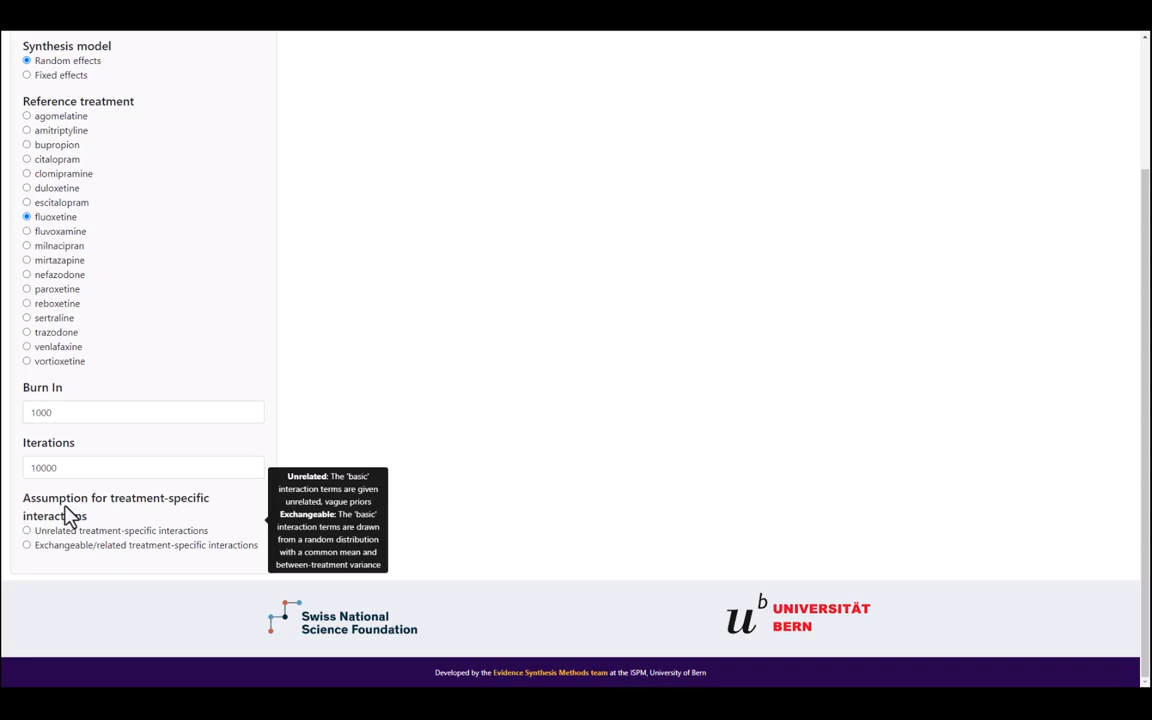 Synthesis model
Random effects
Fixed effects
Reference treatment
agomelatine
amitriptyline
bupropion
citalopram
clomipramine
duloxetine
escitalopram
fluoxetine
fluvoxamine
milnacipran
mirtazapine
nefazodone
paroxetine
reboxetine
sertraline
trazodone
venlafaxine
vortioxetine
Burn In
1000
Iterations
10000
Assumption for treatment-specific
interactions
Unrelated treatment-specific interactions
Exchangeable/related treatment-specific interactions
Unrelated: The 'basic'
interaction terms are given
unrelated, vague priors
Exchangeable: The 'basic'
interaction terms are drawn
from a random distribution
with a common mean and
between-treatment variance
Swiss National
Science Foundation
u b
UNIVERSITÄT
BERN
Developed by the Evidence Synthesis Methods team at the ISPM, University of Bern